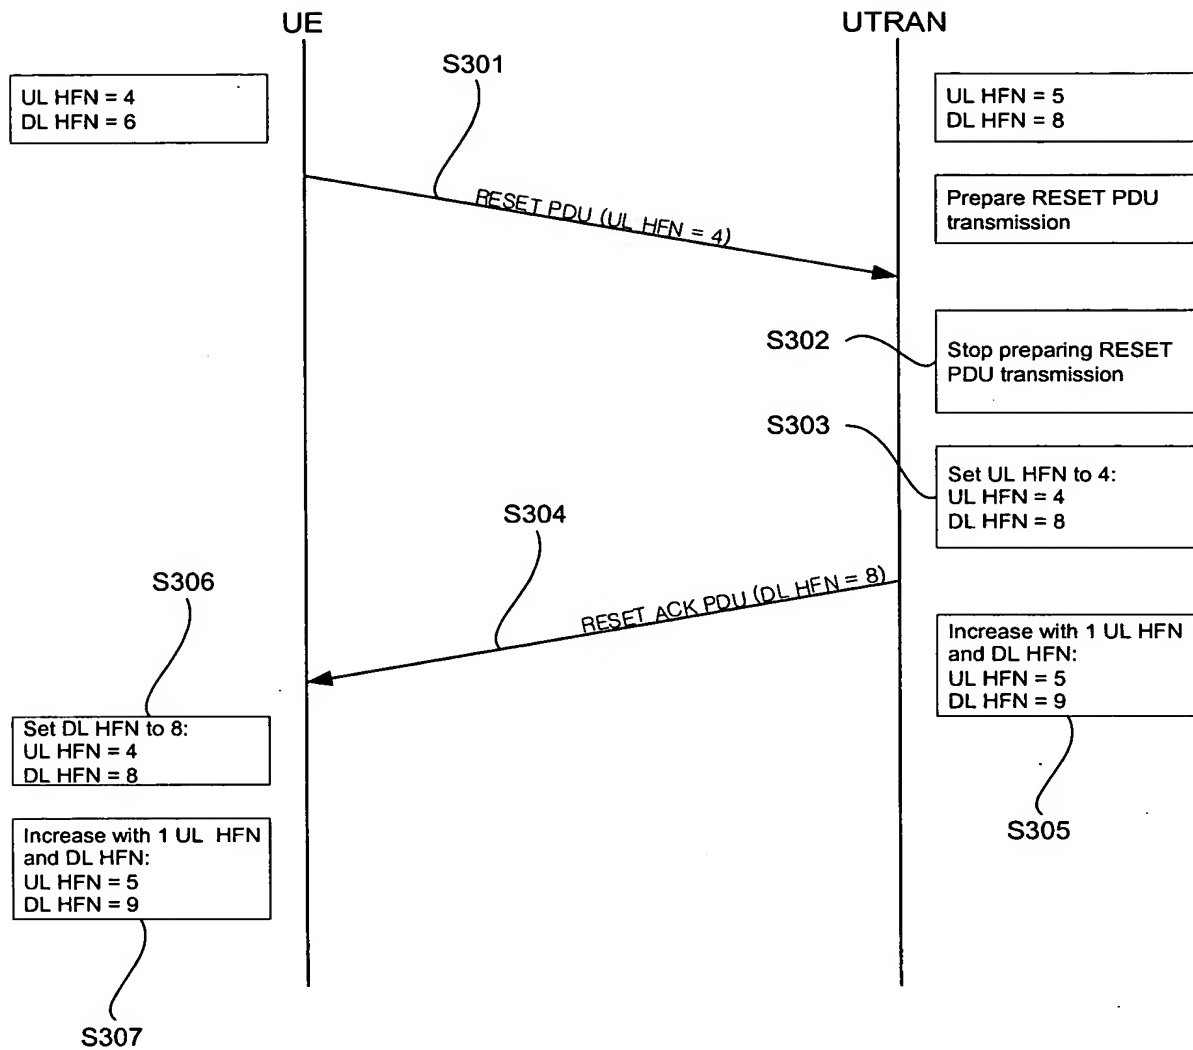 UE
UTRAN
S301
UL HFN = 4
DL HFN = 6
UL HFN = 5
DL HFN = 8
RESET PDU (UL HFN = 4)
Prepare RESET PDU
transmission
S302
Stop preparing RESET
PDU transmission
S303
Set UL HFN to 4:
UL HFN = 4
DL HFN = 8
S304
RESET ACK PDU (DL HFN = 8)
S306
Increase with 1 UL HFN
and DL HFN:
UL HFN = 5
DL HFN = 9
Set DL HFN to 8:
UL HFN = 4
DL HFN = 8
S305
Increase with 1 UL HFN
and DL HFN:
UL HFN = 5
DL HFN = 9
S307